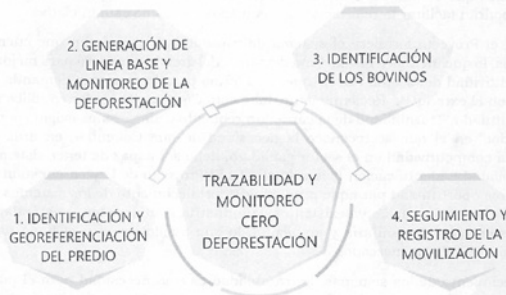 2. GENERACIÓN DE
LINEA BASE Y
MONITOREO DE LA
DEFORESTACIÓN
3. IDENTIFICACIÓN
DE LOS BOVINOS
TRAZABILIDAD Y
MONITOREO
CERO
DEFORESTACIÓN
1. IDENTIFICACIÓN Y
GEOREFERENCIACIÓN
DEL PREDIO
4. SEGUIMIENTO Y
REGISTRO DE LA
MOVILIZACIÓN